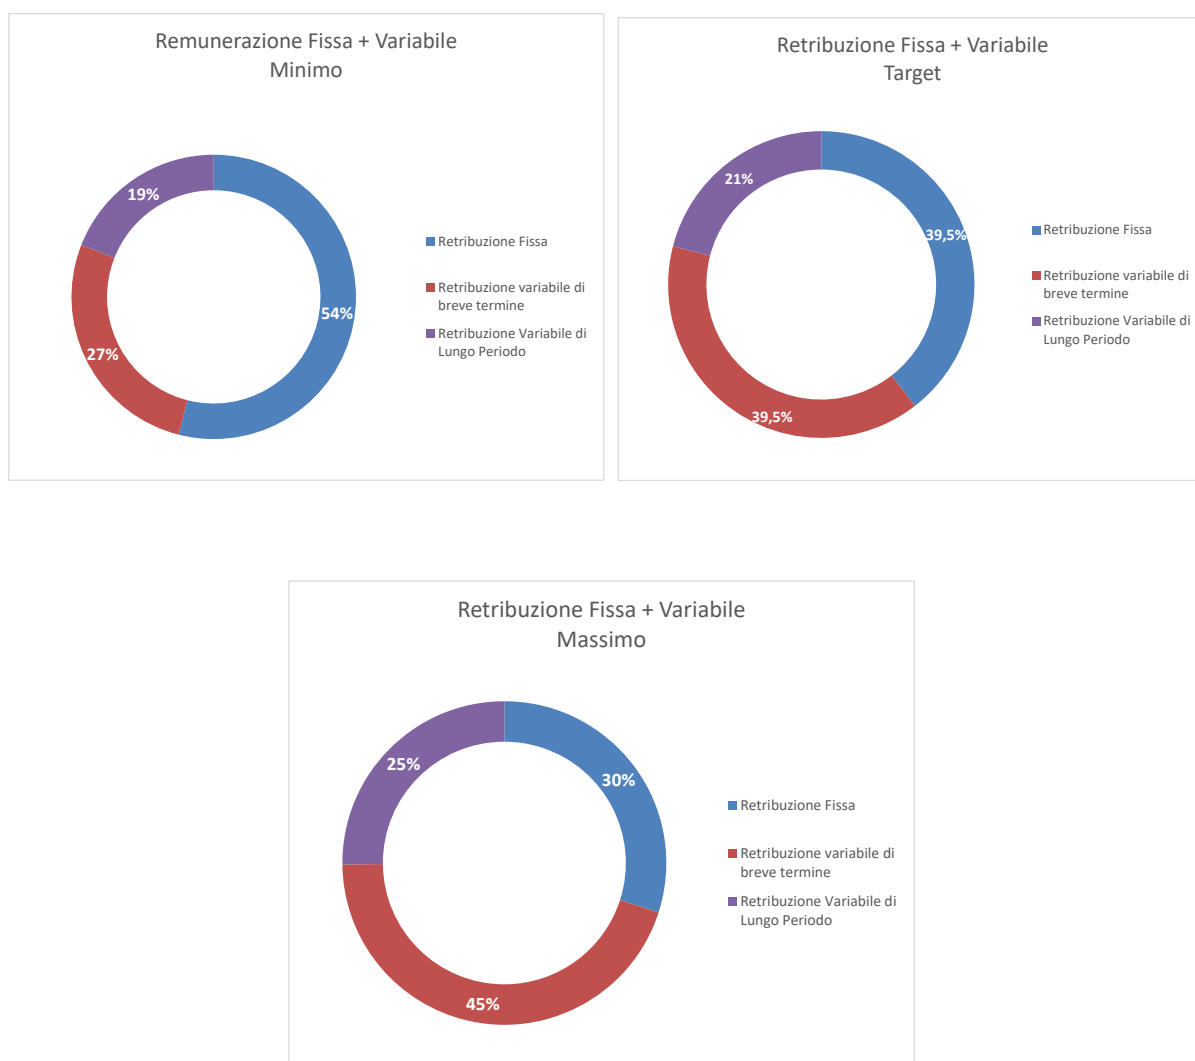 Remunerazione Fissa + Variabile
Minimo
19%
54%
27%
Retribuzione Fissa
Retribuzione variabile di
breve termine
Retribuzione Variabile di
Lungo Periodo
Retribuzione Fissa + Variabile
Target
21%
39,5%
39,5%
Retribuzione Fissa
Retribuzione variabile di
breve termine
Retribuzione Variabile di
Lungo Periodo
Retribuzione Fissa + Variabile
Massimo
25%
30%
45%
Retribuzione Fissa
Retribuzione variabile di
breve termine
Retribuzione Variabile di
Lungo Periodo